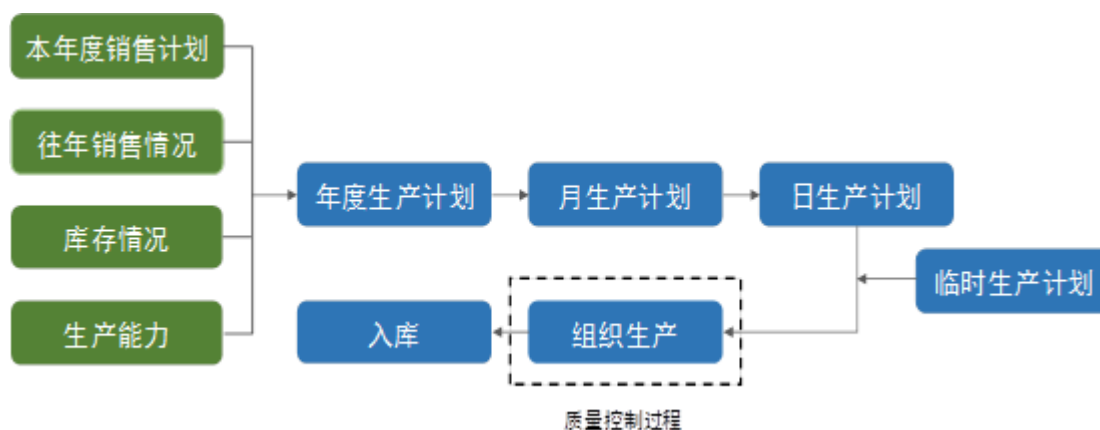 本年度销售计划
往年销售情况
库存情况
生产能力
年度生产计划
月生产计划
日生产计划
临时生产计划
组织生产
入库
质量控制过程